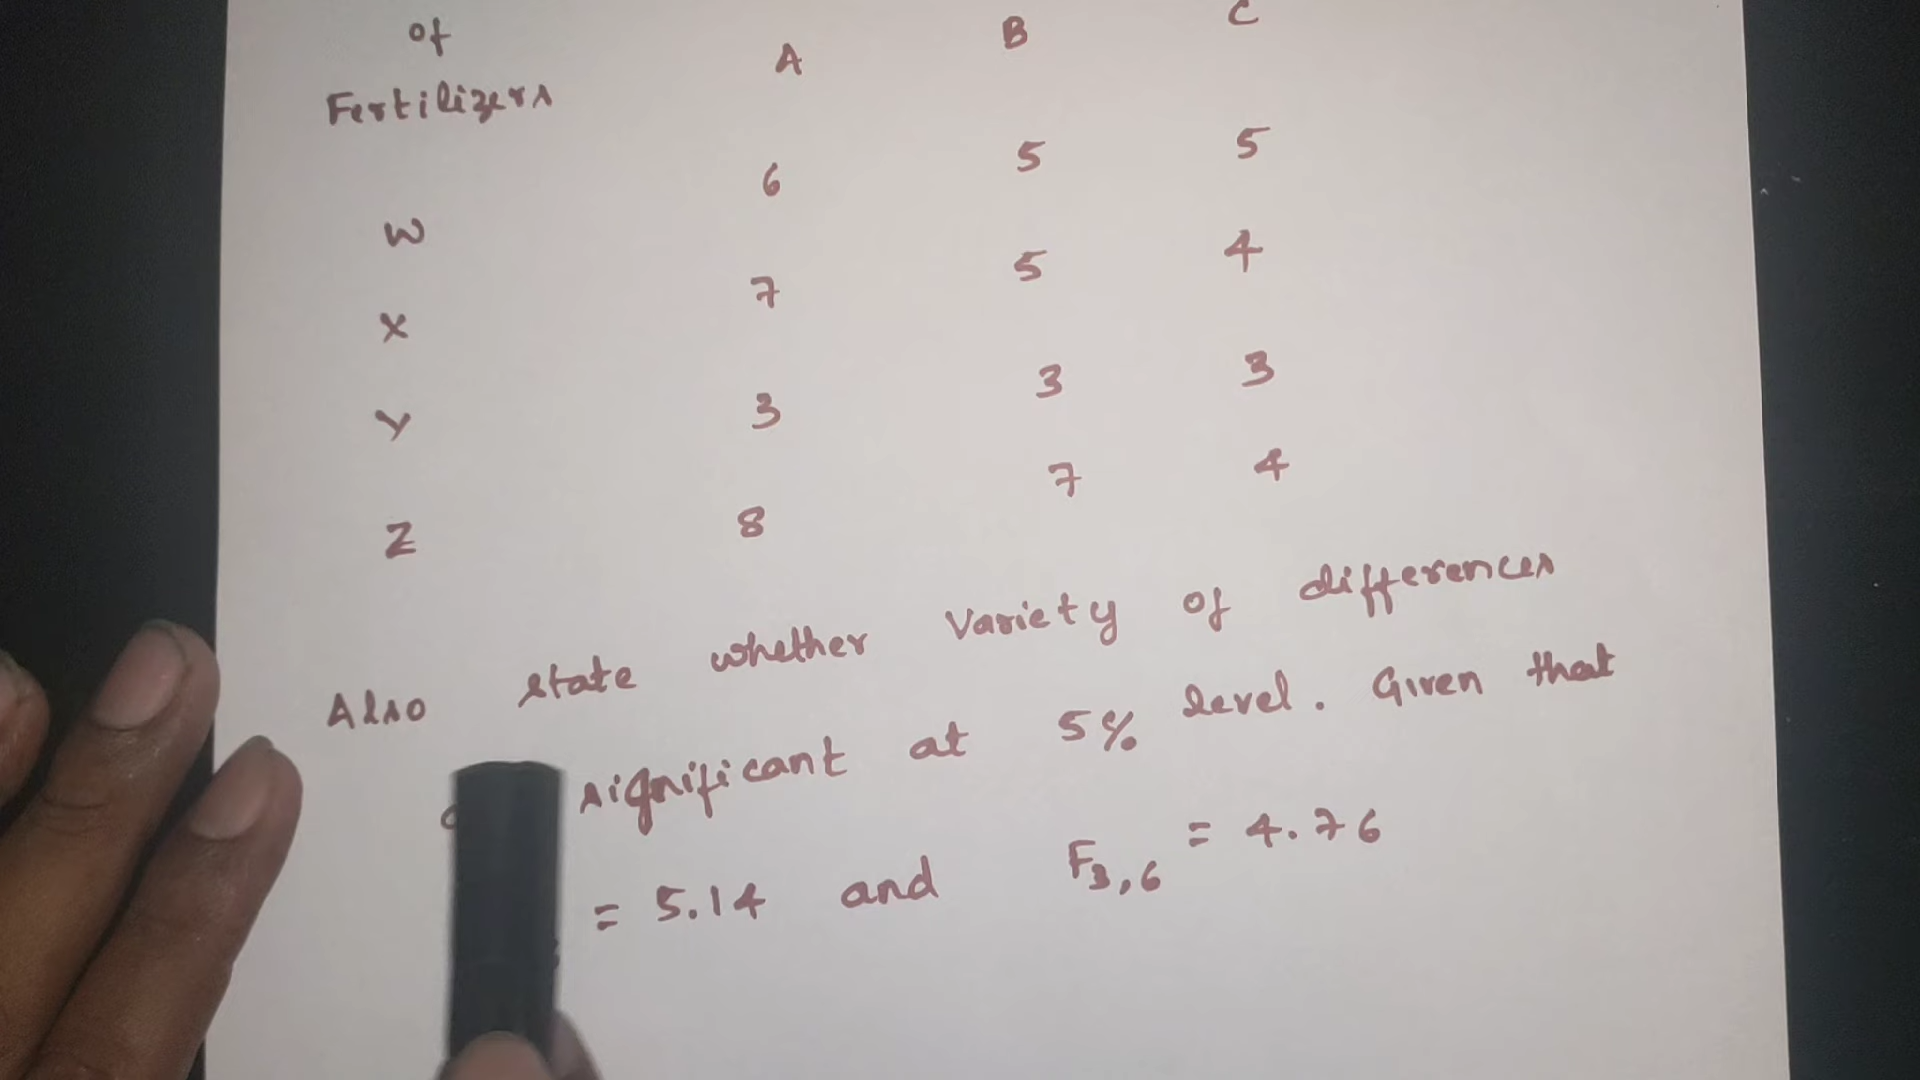 of
Fertilizers A B C
W 6 5 5
X 7 5 4
Y 3 3 3
Z 8 7 4
Also state whether Variety of differences
significant at 5% level. Given that
= 5.14 and F3,6 = 4.76